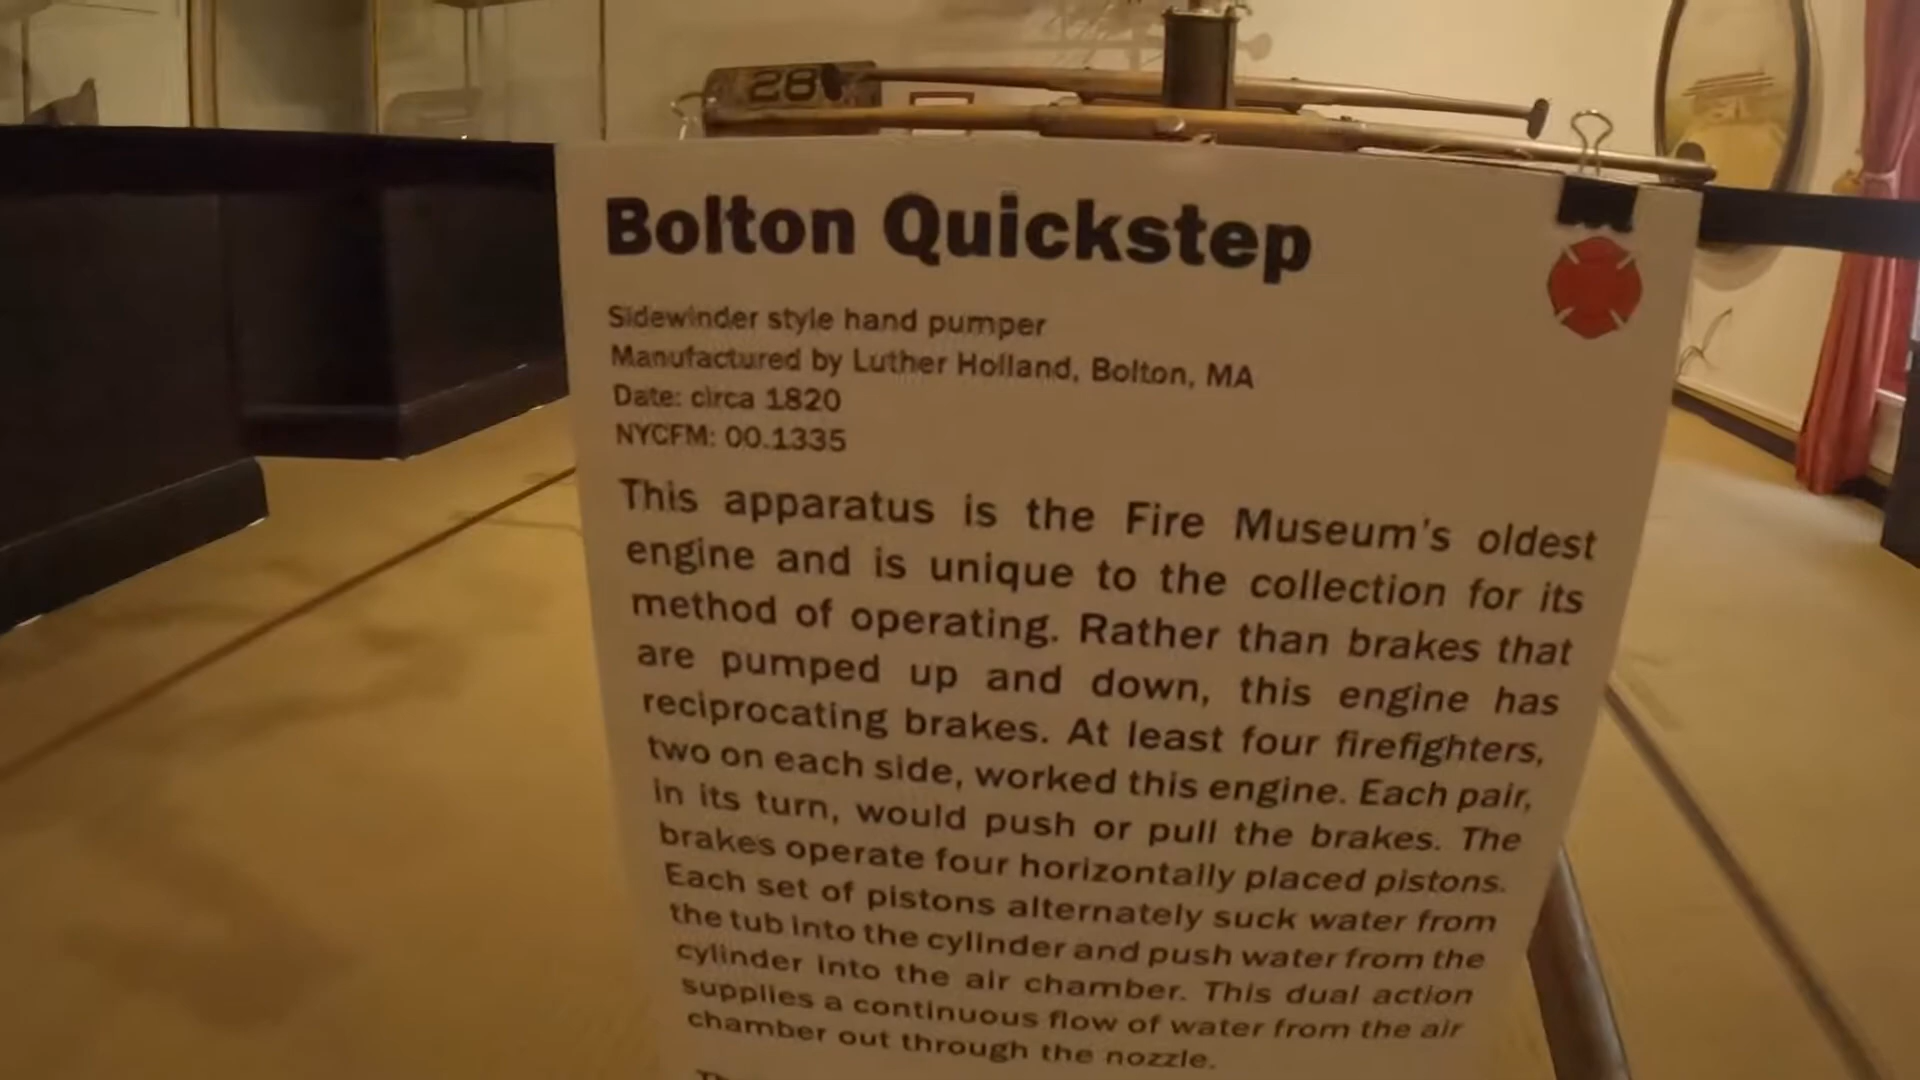 28
Bolton Quickstep
Sidewinder style hand pumper
Manufactured by Luther Holland, Bolton, MA
Date: circa 1820
NYCFM: 00.1335
This apparatus is the Fire Museum's oldest
engine and is unique to the collection for its
method of operating. Rather than brakes that
are pumped up and down, this engine has
reciprocating brakes. At least four firefighters,
two on each side, worked this engine. Each pair,
in its turn, would push or pull the brakes. The
brakes operate four horizontally placed pistons.
Each set of pistons alternately suck water from
the tub into the cylinder and push water from the
cylinder into the air chamber. This dual action
supplies a continuous flow of water from the air
chamber out through the nozzle.